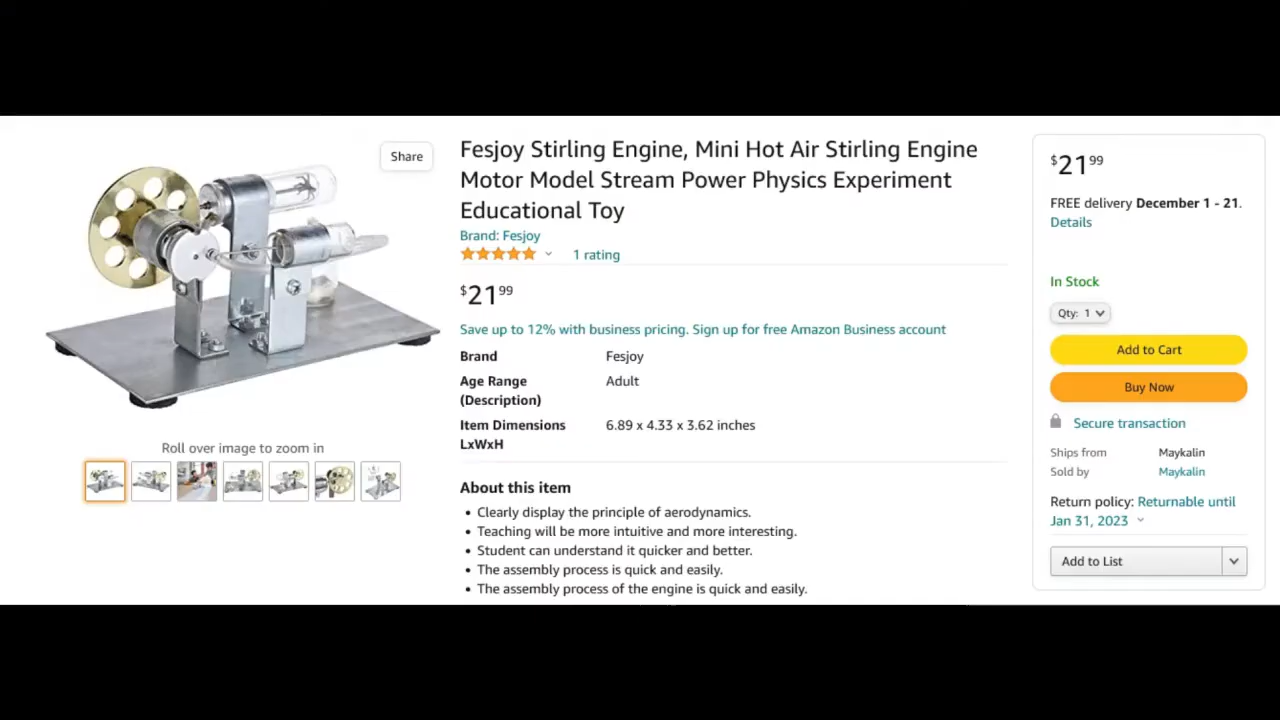 Share
Fesjoy Stirling Engine, Mini Hot Air Stirling Engine
Motor Model Stream Power Physics Experiment
Educational Toy
Brand: Fesjoy
1 rating
$21 99
Save up to 12% with business pricing. Sign up for free Amazon Business account
Brand Fesjoy
Age Range Adult
(Description)
Item Dimensions 6.89 x 4.33 x 3.62 inches
LxWxH
Roll over image to zoom in
About this item
• Clearly display the principle of aerodynamics.
• Teaching will be more intuitive and more interesting.
• Student can understand it quicker and better.
• The assembly process is quick and easily.
• The assembly process of the engine is quick and easily.
$21 99
FREE delivery December 1 - 21.
Details
In Stock
Qty: 1
Add to Cart
Buy Now
Secure transaction
Ships from Maykalin
Sold by Maykalin
Return policy: Returnable until
Jan 31, 2023
Add to List